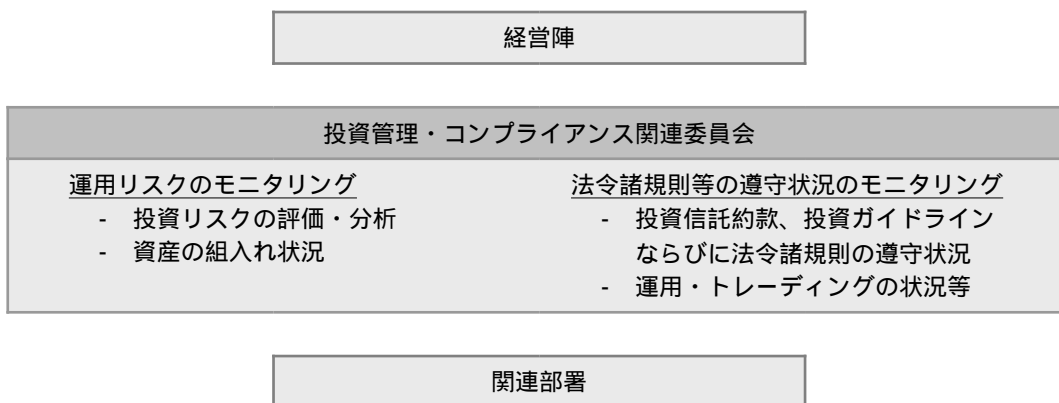 経営陣
投資管理・コンプライアンス関連委員会
運用リスクのモニタリング
- 投資リスクの評価・分析
- 資産の組入れ状況
法令諸規則等の遵守状況のモニタリング
- 投資信託約款、投資ガイドライン
ならびに法令諸規則の遵守状況
- 運用・トレーディングの状況等
関連部署